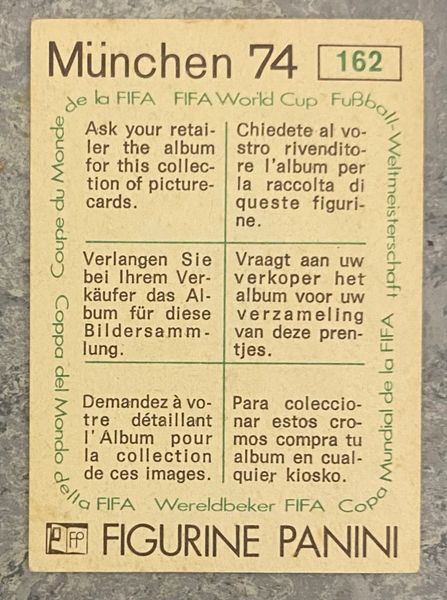 München 74 162
de la FIFA FIFA World Cup Fußball-Weltmeisterschaft
Ask your retai-
ler the album
for this collec-
tion of picture-
cards.
Chiedete al vo-
stro rivendito-
re l'album per
la raccolta di
queste figuri-
ne.
Verlangen Sie
bei Ihrem Ver-
käufer das Al-
bum für diese
Bildersamm-
lung.
Vraagt aan uw
verkoper het
album voor uw
verzameling
van deze pren-
tjes.
Demandez à vo-
tre détaillant
l'Album pour
la collection
de ces images.
Para coleccio-
nar estos cro-
mos compra tu
album en cual-
quier kiosko.
Coupe du Monde
Coppa del Mondo
Copa Mundial de la FIFA
della FIFA Wereldbeker FIFA
FP FIGURINE PANINI